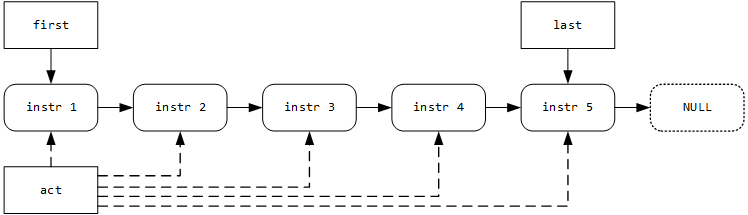 first
last
instr 1
instr 2
instr 3
instr 4
instr 5
NULL
act